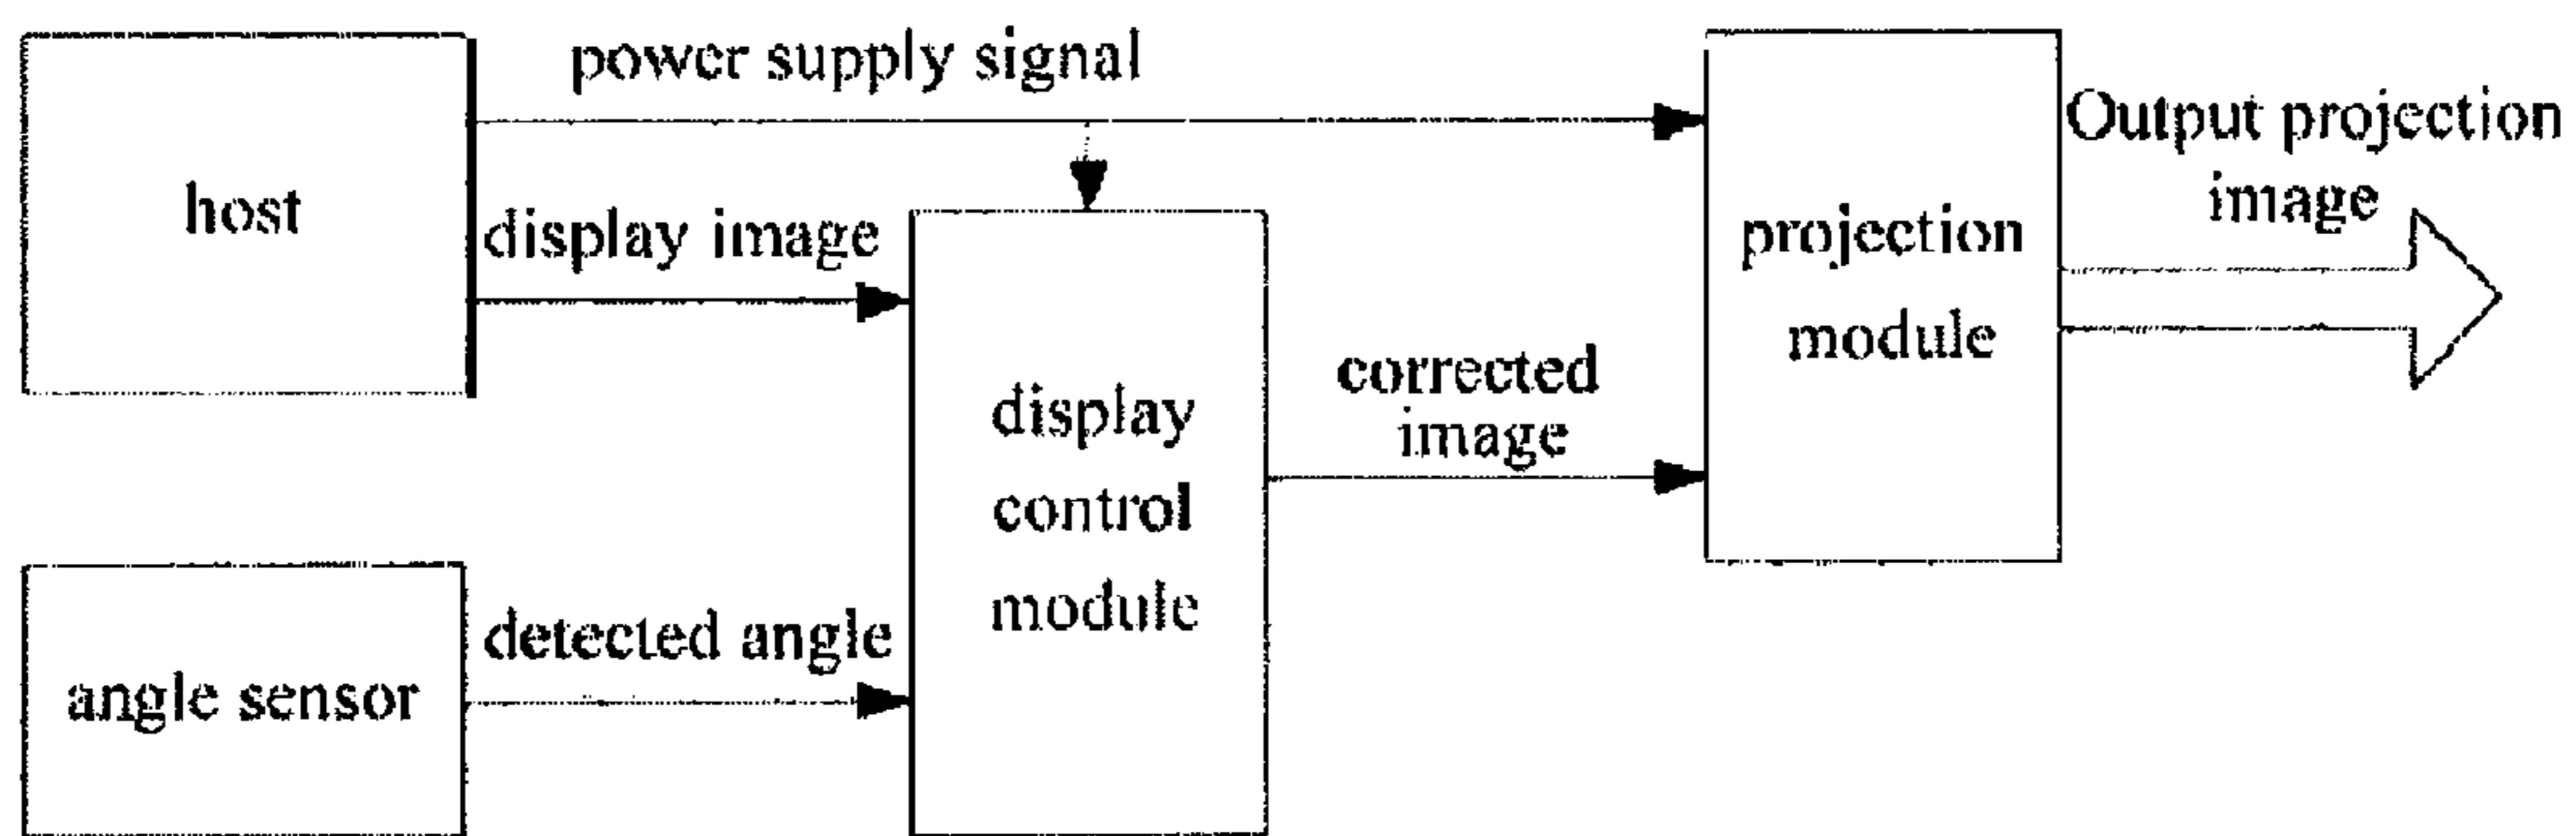 power supply signal
host
display image
Output projection
image
projection
module
display
control
module
corrected
image
detected angle
angle sensor